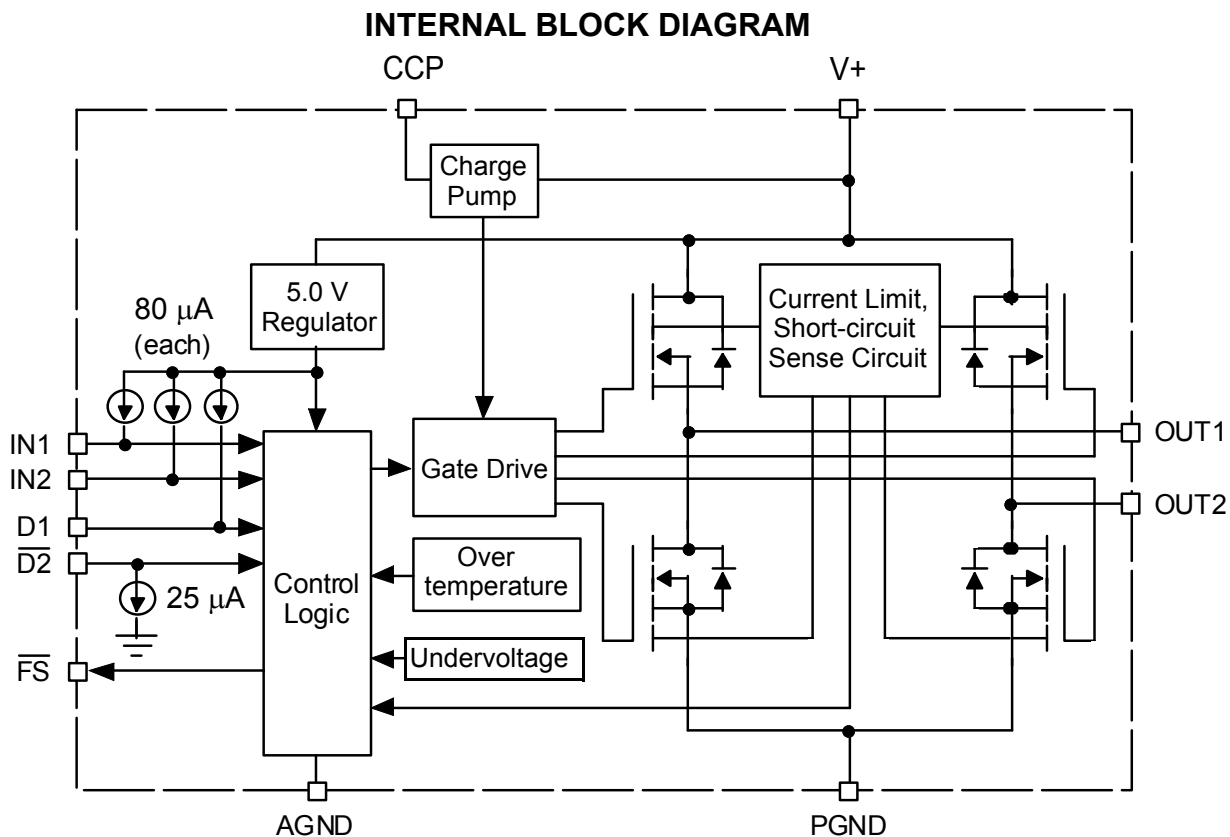 INTERNAL BLOCK DIAGRAM
CCP
V+
Charge
Pump
5.0 V
Regulator
80 μA
(each)
Current Limit,
Short-circuit
Sense Circuit
IN1
IN2
D1
D2
Gate Drive
OUT1
OUT2
Control
Logic
Over
temperature
25 μA
Undervoltage
FS
AGND
PGND